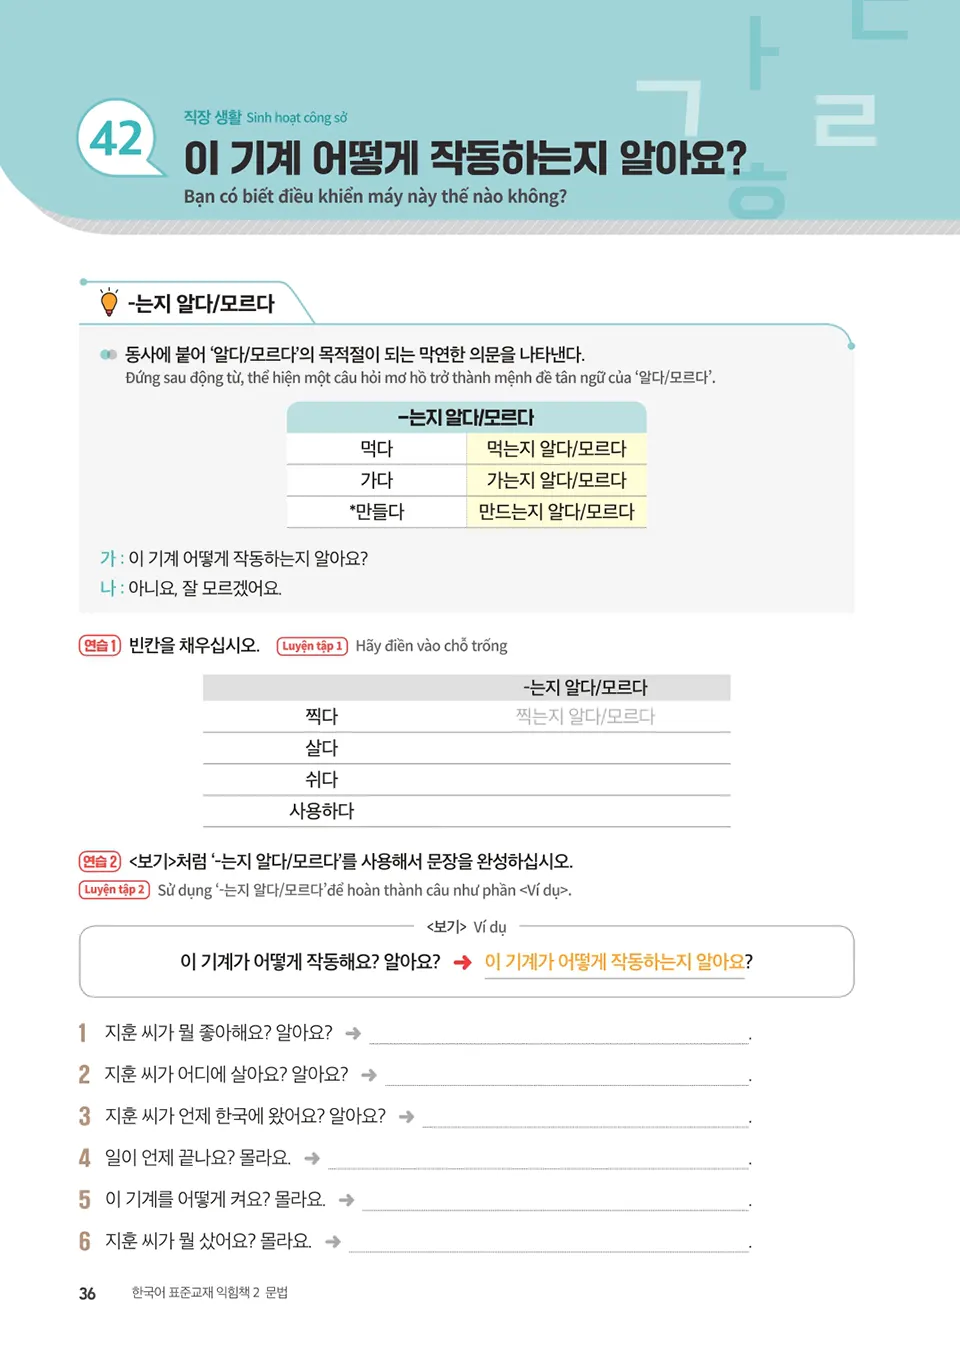 42
직장 생활 Sinh hoạt công sở
이 기계 어떻게 작동하는지 알아요?
Bạn có biết điều khiển máy này thế nào không?
ㄱ ㅏ ㄴ ㄹ ㅎ
-는지 알다/모르다
동사에 붙어 ‘알다/모르다’의 목적절이 되는 막연한 의문을 나타낸다.
Đứng sau động từ, thể hiện một câu hỏi mơ hồ trở thành mệnh đề tân ngữ của ‘알다/모르다’.
-는지 알다/모르다
먹다 먹는지 알다/모르다
가다 가는지 알다/모르다
*만들다 만드는지 알다/모르다
가 : 이 기계 어떻게 작동하는지 알아요?
나 : 아니요, 잘 모르겠어요.
연습 1 빈칸을 채우십시오. Luyện tập 1 Hãy điền vào chỗ trống
-는지 알다/모르다
찍다 찍는지 알다/모르다
살다
쉬다
사용하다
연습 2 <보기>처럼 ‘-는지 알다/모르다’를 사용해서 문장을 완성하십시오.
Luyện tập 2 Sử dụng ‘-는지 알다/모르다’để hoàn thành câu như phần <Ví dụ>.
<보기> Ví dụ
이 기계가 어떻게 작동해요? 알아요? ➜ 이 기계가 어떻게 작동하는지 알아요?
1 지훈 씨가 뭘 좋아해요? 알아요? ➜ .
2 지훈 씨가 어디에 살아요? 알아요? ➜ .
3 지훈 씨가 언제 한국에 왔어요? 알아요? ➜ .
4 일이 언제 끝나요? 몰라요. ➜ .
5 이 기계를 어떻게 켜요? 몰라요. ➜ .
6 지훈 씨가 뭘 샀어요? 몰라요. ➜ .
36 한국어 표준교재 익힘책 2 문법